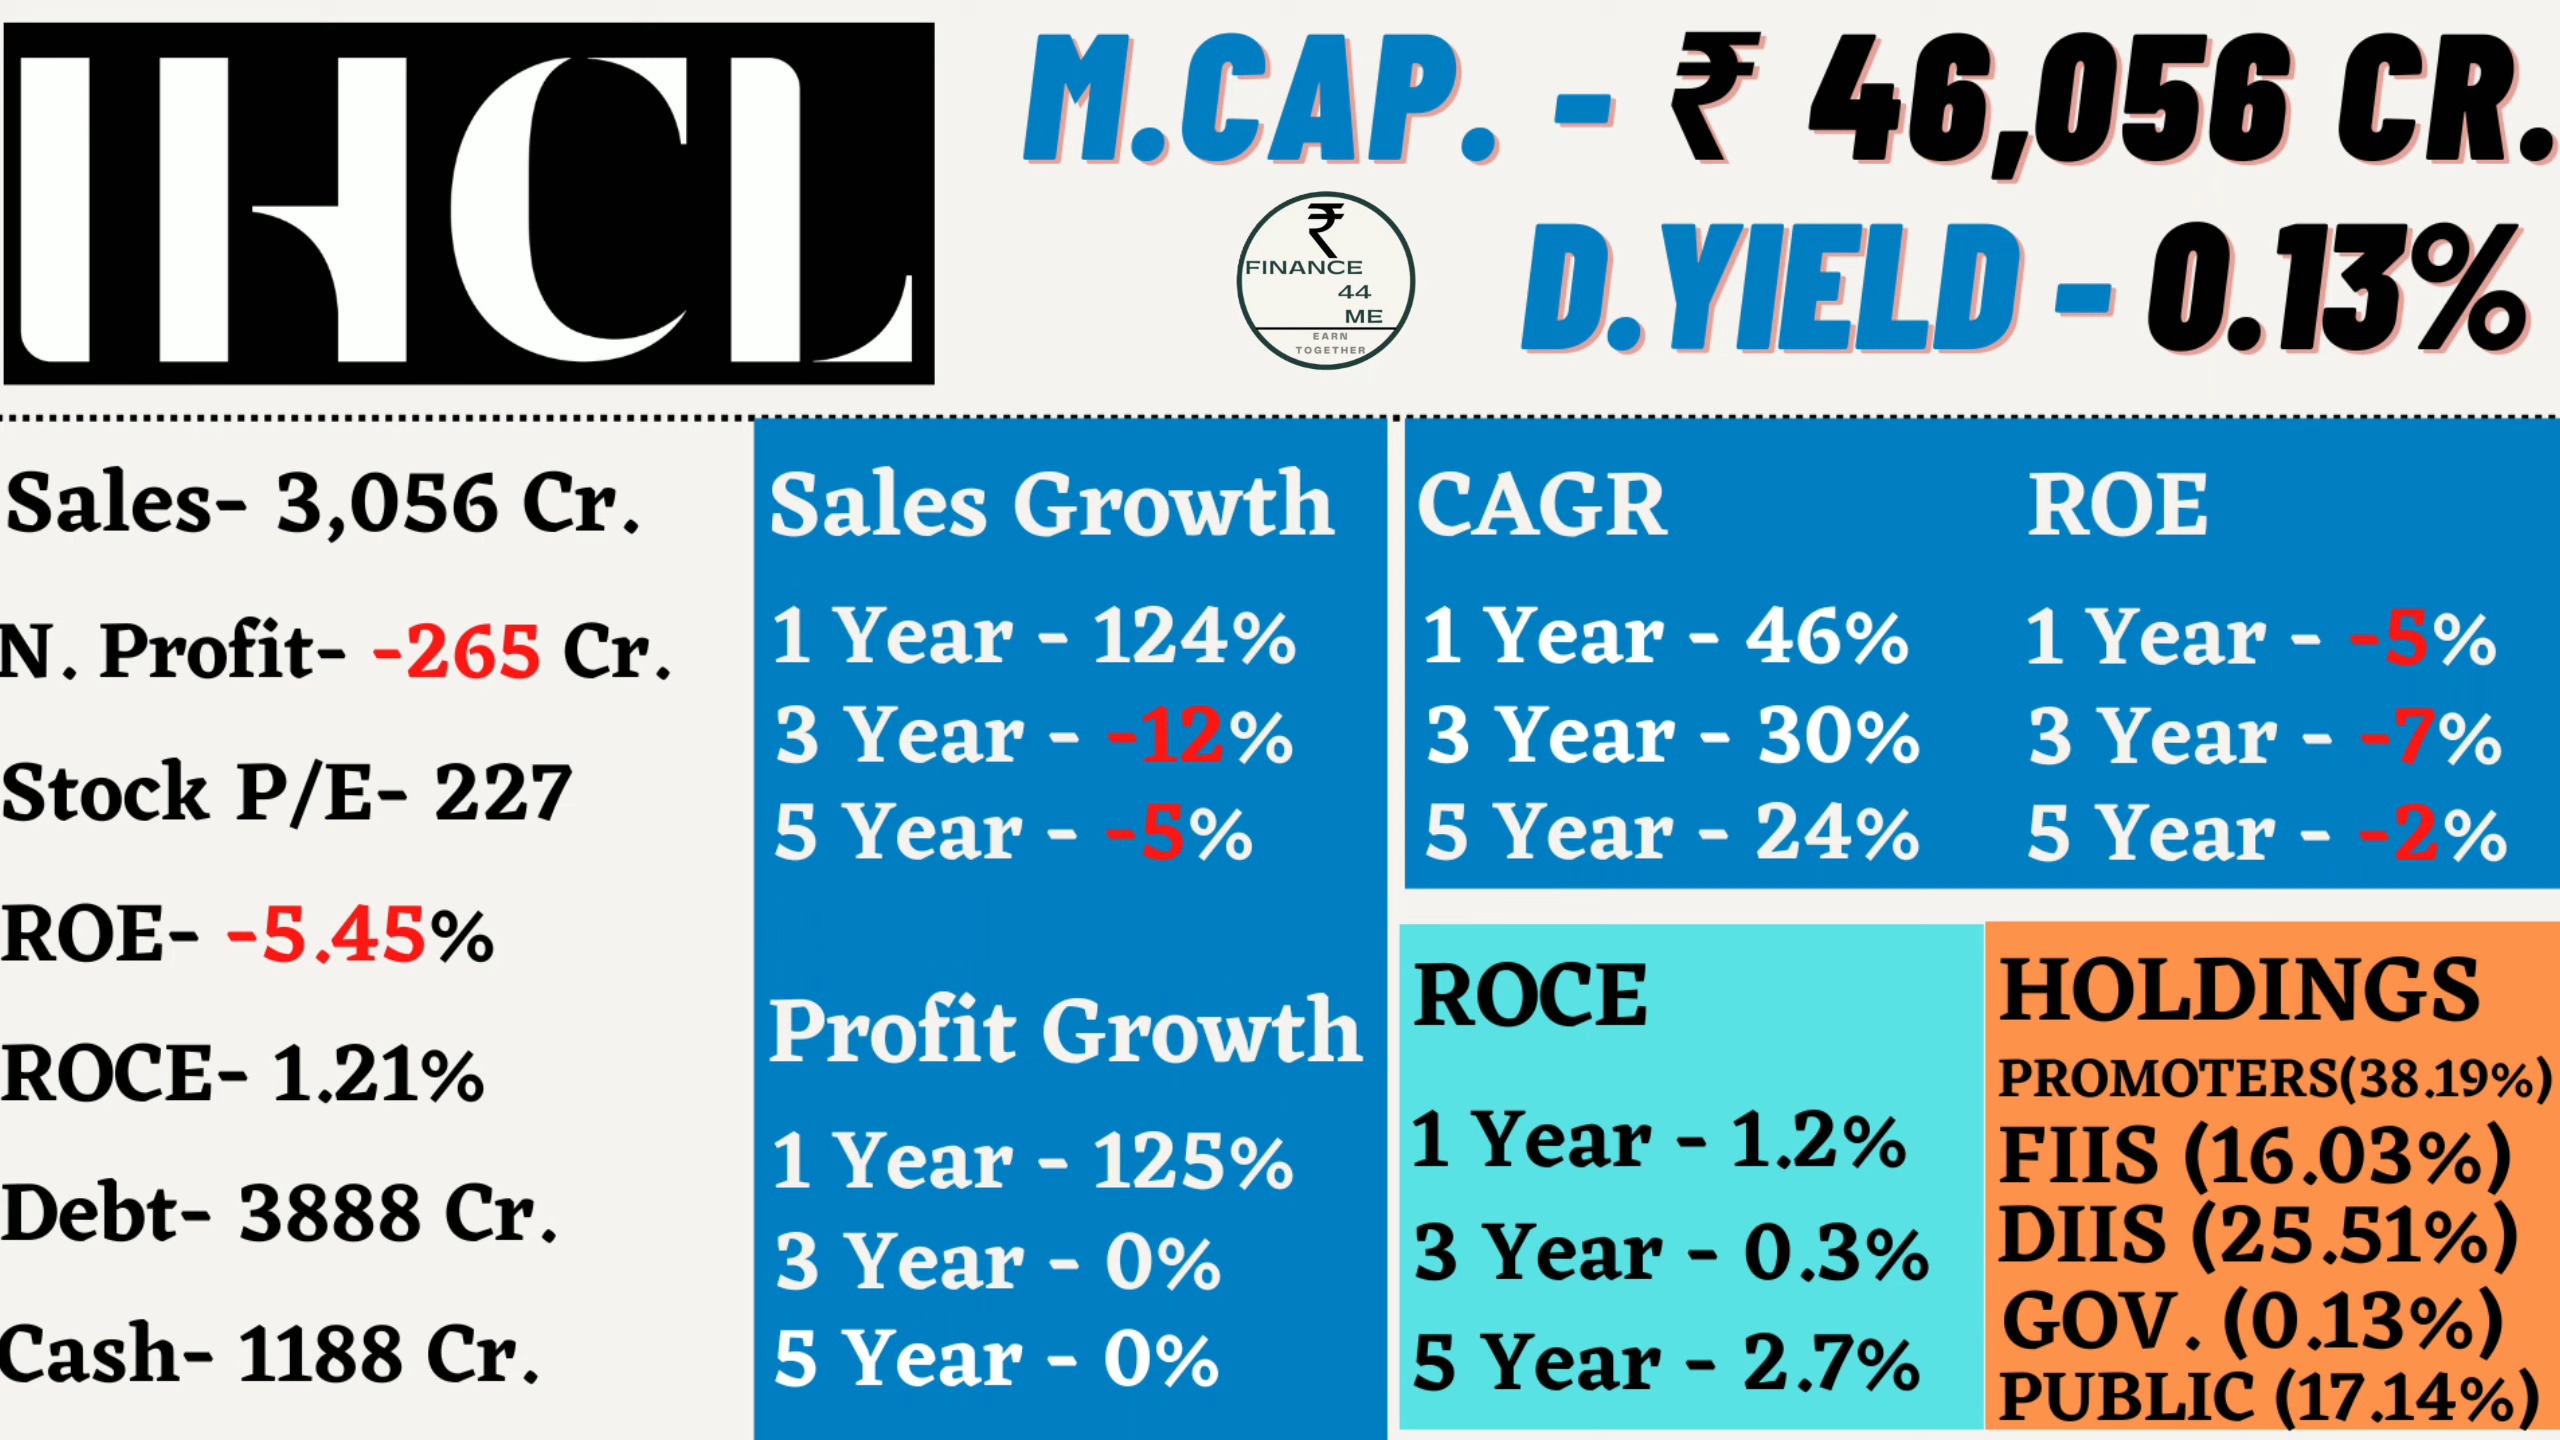 IHCL
M.CAP. - ₹ 46,056 CR.
₹
FINANCE
44
ME
EARN
TOGETHER
D.YIELD - 0.13%
Sales- 3,056 Cr.
N. Profit- -265 Cr.
Stock P/E- 227
ROE- -5.45%
ROCE- 1.21%
Debt- 3888 Cr.
Cash- 1188 Cr.
Sales Growth
1 Year - 124%
3 Year - -12%
5 Year - -5%
Profit Growth
1 Year - 125%
3 Year - 0%
5 Year - 0%
CAGR
1 Year - 46%
3 Year - 30%
5 Year - 24%
ROE
1 Year - -5%
3 Year - -7%
5 Year - -2%
ROCE
1 Year - 1.2%
3 Year - 0.3%
5 Year - 2.7%
HOLDINGS
PROMOTERS(38.19%)
FIIS (16.03%)
DIIS (25.51%)
GOV. (0.13%)
PUBLIC (17.14%)